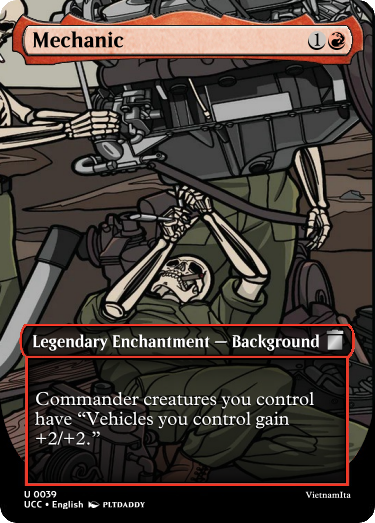 Mechanic 1
Legendary Enchantment — Background
Commander creatures you control
have “Vehicles you control gain
+2/+2.”
U 0039
VietnamIta
UCC • English PLTDADDY